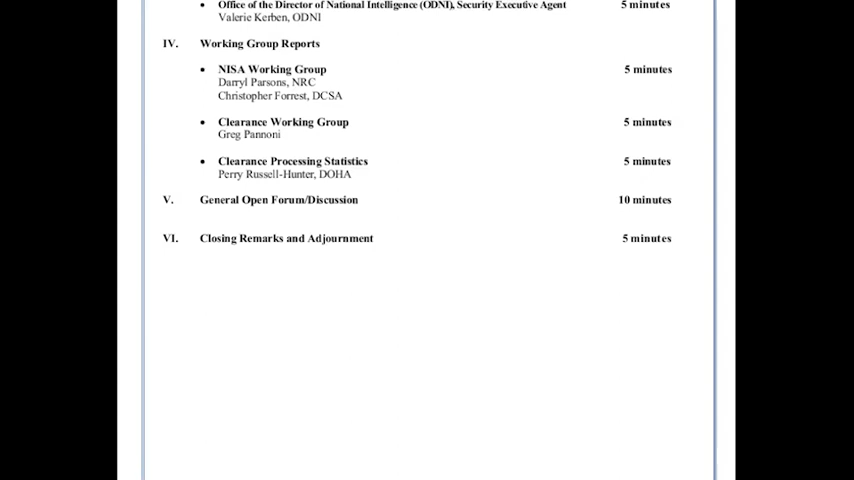 • Office of the Director of National Intelligence (ODNI), Security Executive Agent 5 minutes
Valerie Kerben, ODNI
IV. Working Group Reports
• NISA Working Group 5 minutes
Darryl Parsons, NRC
Christopher Forrest, DCSA
• Clearance Working Group 5 minutes
Greg Pannoni
• Clearance Processing Statistics 5 minutes
Perry Russell-Hunter, DOHA
V. General Open Forum/Discussion 10 minutes
VI. Closing Remarks and Adjournment 5 minutes